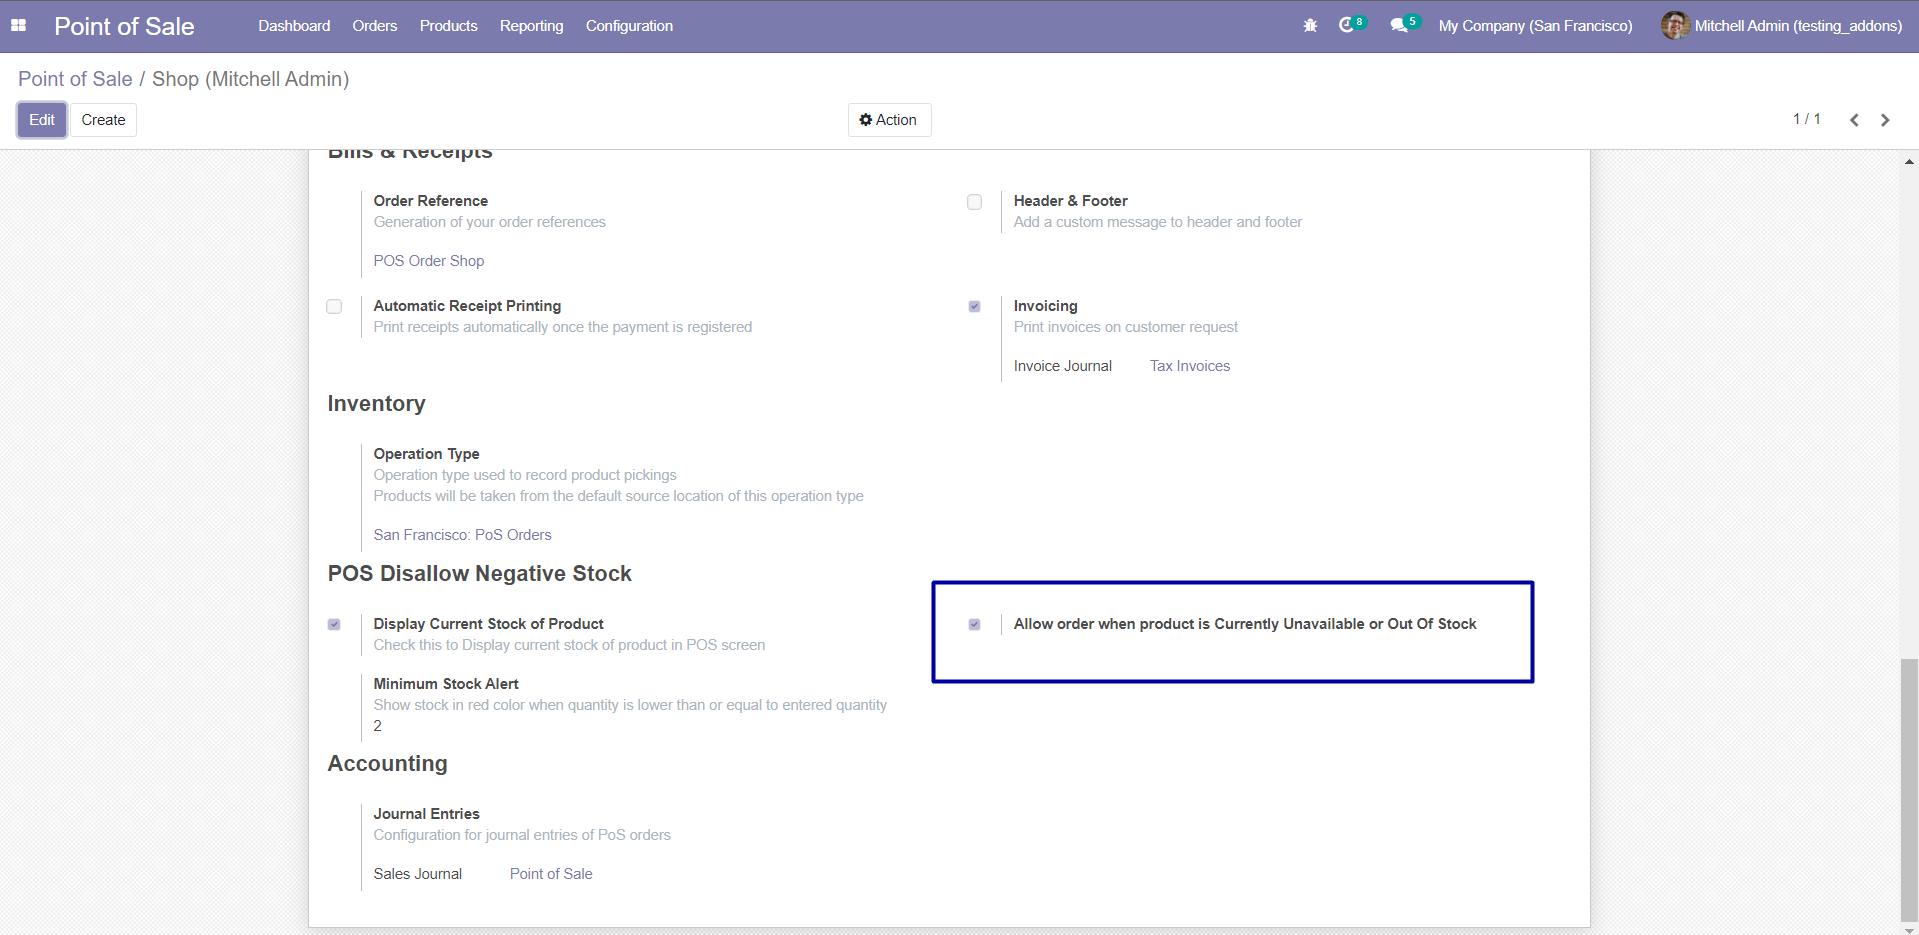 Point of Sale Dashboard Orders Products Reporting Configuration 8 5 My Company (San Francisco) Mitchell Admin (testing_addons)
Point of Sale / Shop (Mitchell Admin)
Edit Create Action 1 / 1
Bills & Receipts
Order Reference
Generation of your order references
POS Order Shop
Header & Footer
Add a custom message to header and footer
Automatic Receipt Printing
Print receipts automatically once the payment is registered
Invoicing
Print invoices on customer request
Invoice Journal Tax Invoices
Inventory
Operation Type
Operation type used to record product pickings
Products will be taken from the default source location of this operation type
San Francisco: PoS Orders
POS Disallow Negative Stock
Display Current Stock of Product
Check this to Display current stock of product in POS screen
Allow order when product is Currently Unavailable or Out Of Stock
Minimum Stock Alert
Show stock in red color when quantity is lower than or equal to entered quantity
2
Accounting
Journal Entries
Configuration for journal entries of PoS orders
Sales Journal Point of Sale